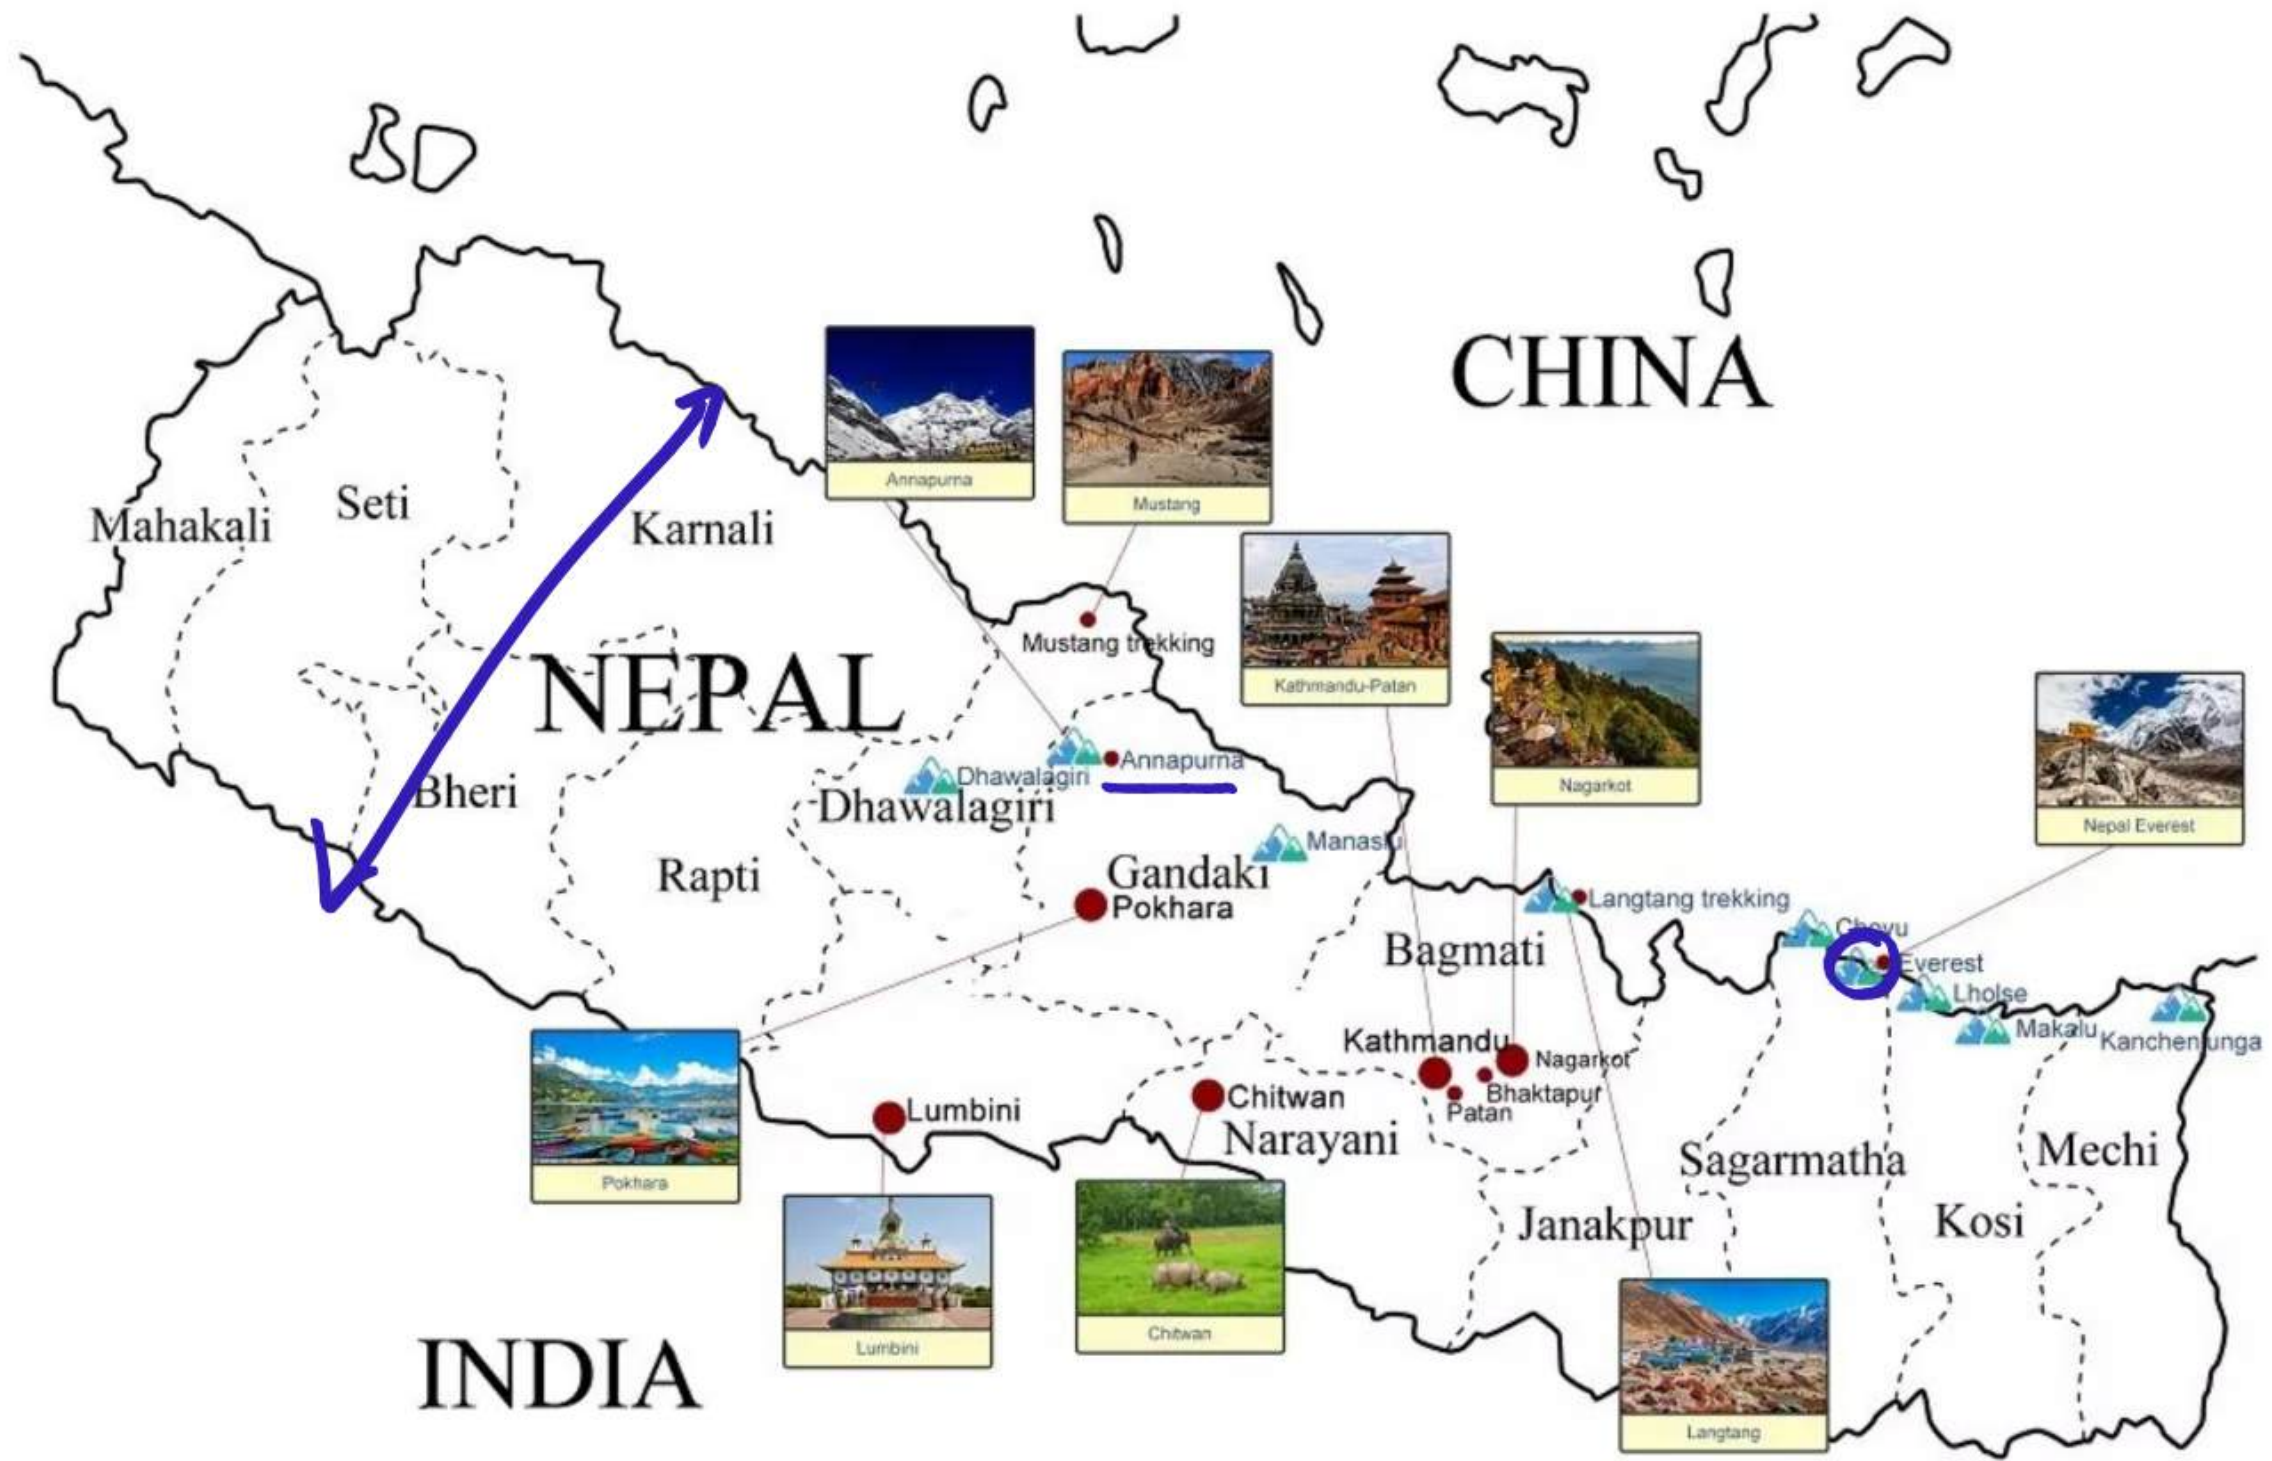 CHINA
Annapurna
Mustang
Seti
Mahakali
Karnali
Mustang trekking
Kathmandu-Patan
Nagarkot
Nepal Everest
NEPAL
Annapurna
Dhawalagiri
Dhawalagiri
Bheri
Manaslu
Rapti
Gandaki
Pokhara
Langtang trekking
Choyu
Bagmati
Everest
Lholse
Makalu
Kanchenjunga
Kathmandu
Nagarkot
Bhaktapur
Patan
Lumbini
Chitwan
Narayani
Sagarmatha
Mechi
Pokhara
Janakpur
Kosi
Lumbini
Chitwan
INDIA
Langtang